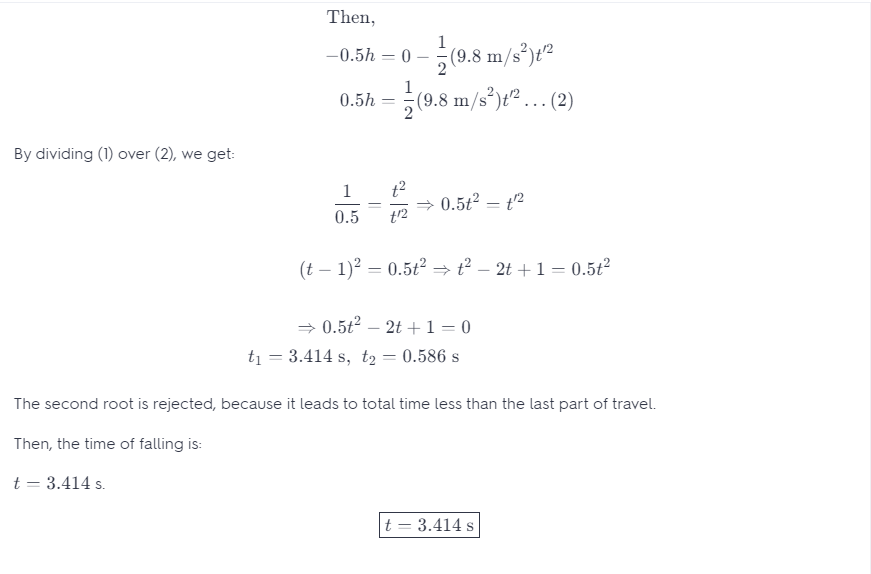 Then,
−0.5h = 0 − 1/2 (9.8 m/s²)t′²
0.5h = 1/2 (9.8 m/s²)t′² ... (2)
By dividing (1) over (2), we get:
1/0.5 = t²/t′² ⇒ 0.5t² = t′²
(t − 1)² = 0.5t² ⇒ t² − 2t + 1 = 0.5t²
⇒ 0.5t² − 2t + 1 = 0
t₁ = 3.414 s, t₂ = 0.586 s
The second root is rejected, because it leads to total time less than the last part of travel.
Then, the time of falling is:
t = 3.414 s.
t = 3.414 s